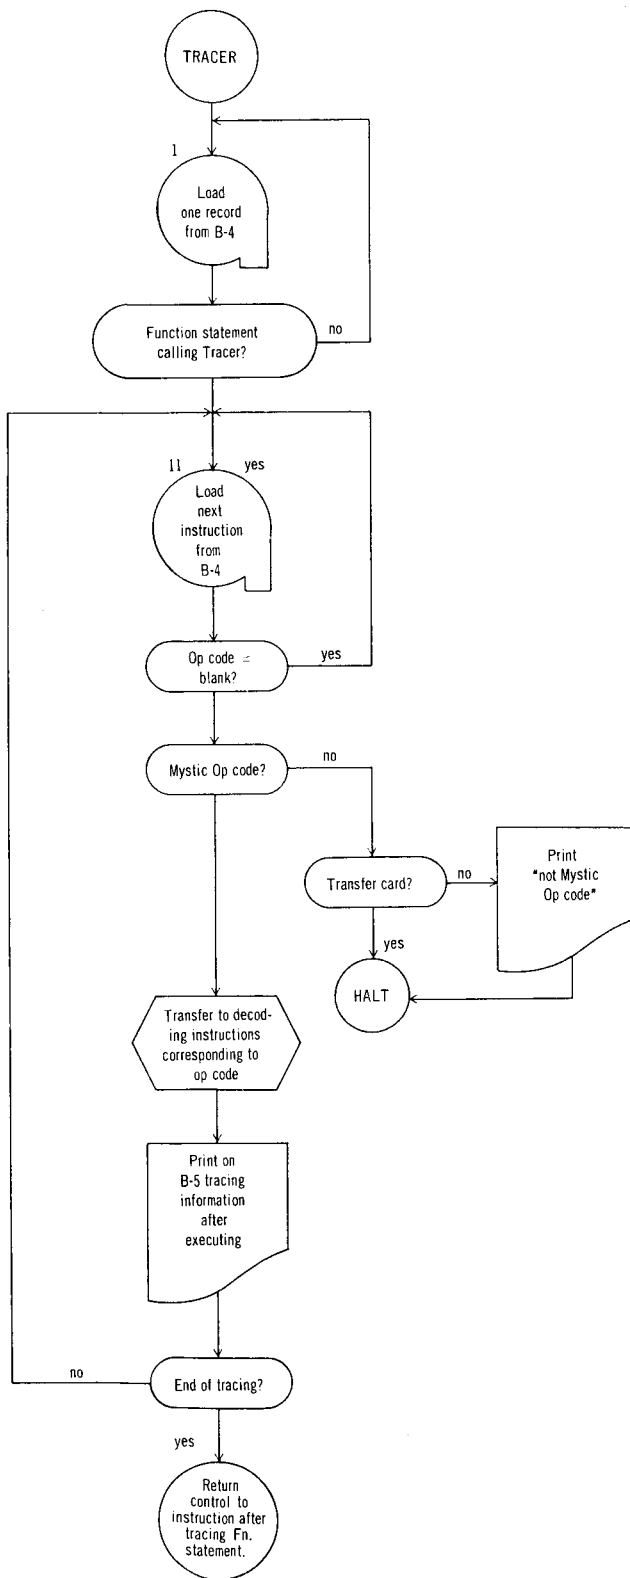 TRACER
1
Load
one record
from B-4
Function statement
calling Tracer?
no
11
yes
Load
next
instruction
from
B-4
Op code =
blank?
yes
Mystic Op code?
no
Transfer card?
no
Print
"not Mystic
Op code"
yes
HALT
Transfer to decod-
ing instructions
corresponding to
op code
Print on
B-5 tracing
information
after
executing
End of tracing?
no
yes
Return
control to
instruction after
tracing Fn.
statement.